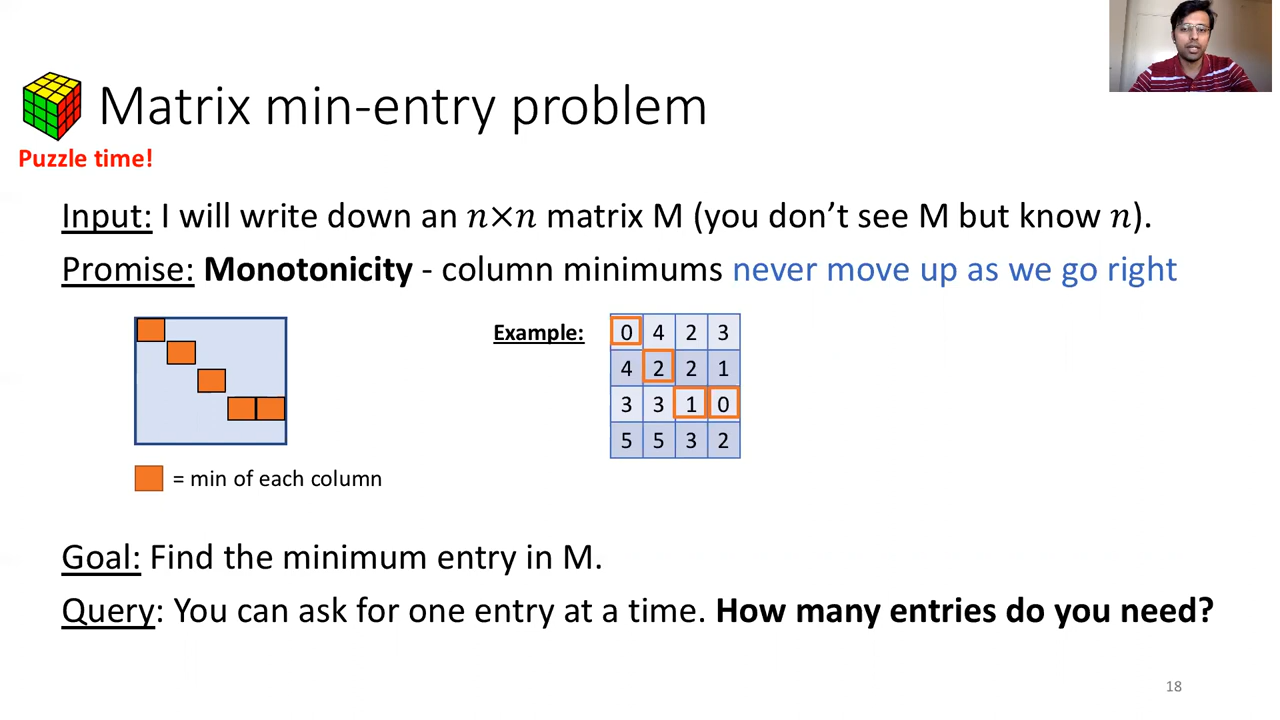 Matrix min-entry problem
Puzzle time!
Input: I will write down an n×n matrix M (you don’t see M but know n).
Promise: Monotonicity - column minimums never move up as we go right
Example:
0 4 2 3
4 2 2 1
3 3 1 0
5 5 3 2
= min of each column
Goal: Find the minimum entry in M.
Query: You can ask for one entry at a time. How many entries do you need?
18